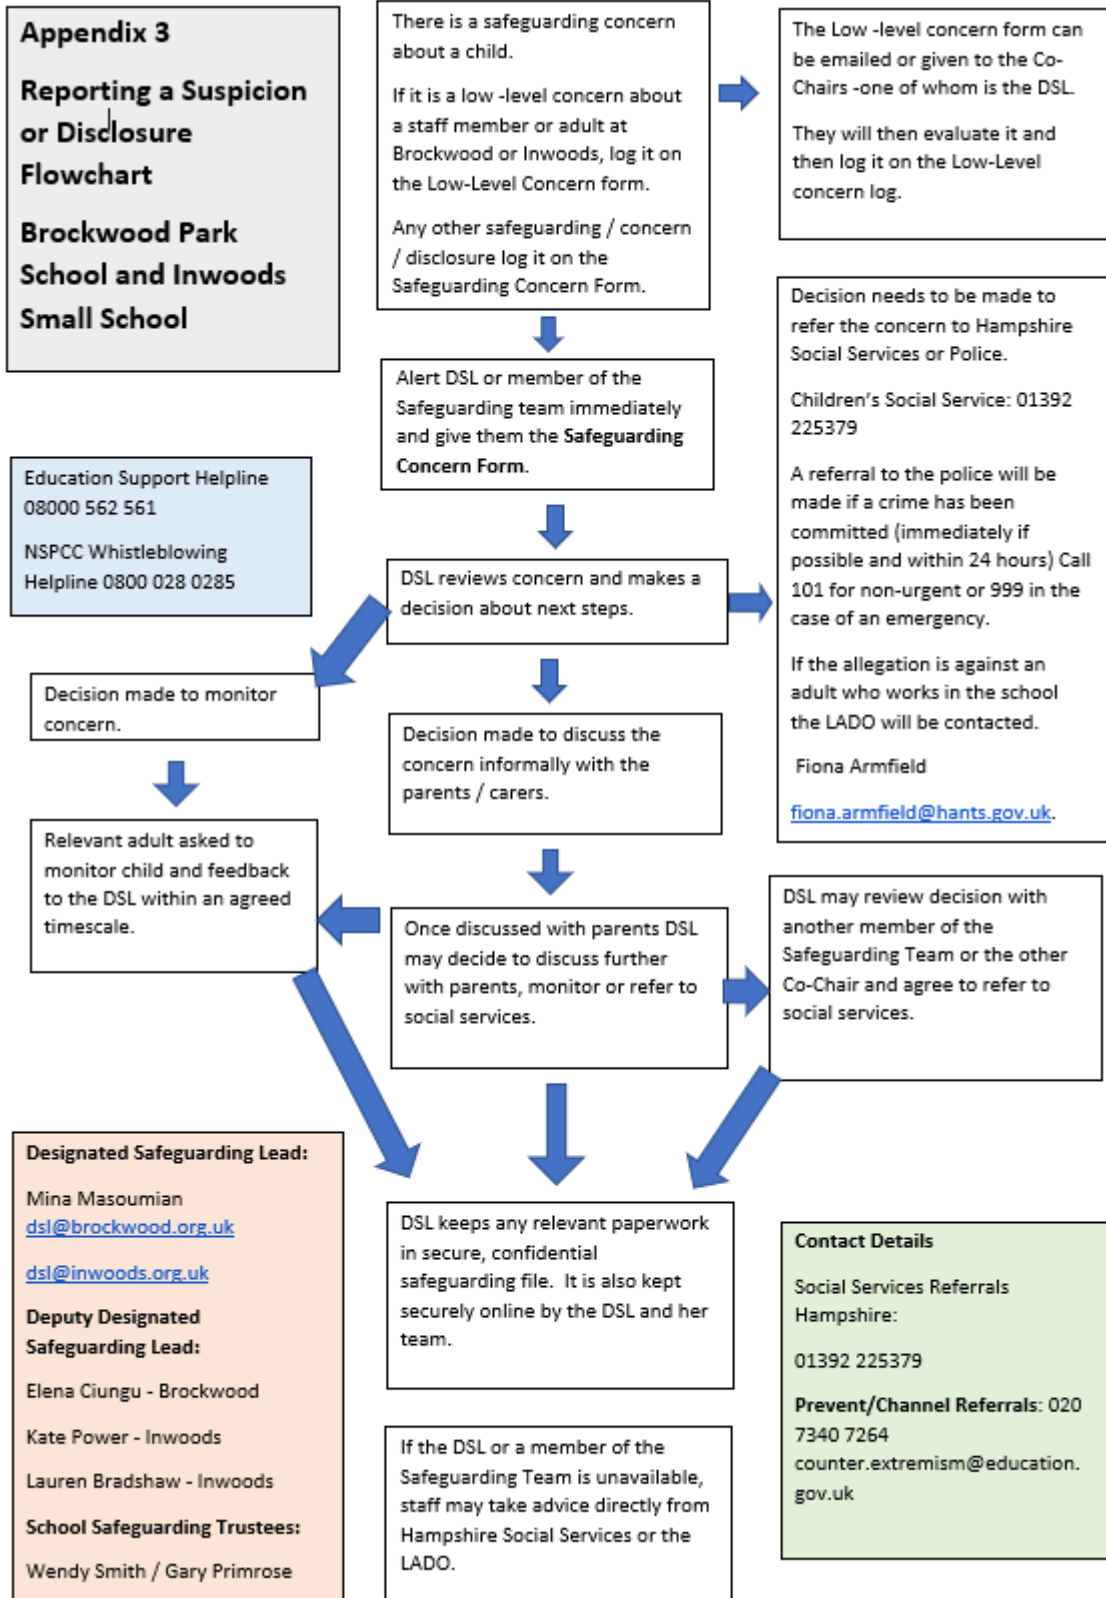 Appendix 3
Reporting a Suspicion
or Disclosure
Flowchart
Brockwood Park
School and Inwoods
Small School
There is a safeguarding concern
about a child.
If it is a low -level concern about
a staff member or adult at
Brockwood or Inwoods, log it on
the Low-Level Concern form.
Any other safeguarding / concern
/ disclosure log it on the
Safeguarding Concern Form.
The Low -level concern form can
be emailed or given to the Co-
Chairs -one of whom is the DSL.
They will then evaluate it and
then log it on the Low-Level
concern log.
Decision needs to be made to
refer the concern to Hampshire
Social Services or Police.
Children's Social Service: 01392
225379
A referral to the police will be
made if a crime has been
committed (immediately if
possible and within 24 hours) Call
101 for non-urgent or 999 in the
case of an emergency.
If the allegation is against an
adult who works in the school
the LADO will be contacted.
Fiona Armfield
fiona.armfield@hants.gov.uk.
Alert DSL or member of the
Safeguarding team immediately
and give them the Safeguarding
Concern Form.
Education Support Helpline
08000 562 561
NSPCC Whistleblowing
Helpline 0800 028 0285
DSL reviews concern and makes a
decision about next steps.
Decision made to monitor
concern.
Decision made to discuss the
concern informally with the
parents / carers.
Relevant adult asked to
monitor child and feedback
to the DSL within an agreed
timescale.
Once discussed with parents DSL
may decide to discuss further
with parents, monitor or refer to
social services.
DSL may review decision with
another member of the
Safeguarding Team or the other
Co-Chair and agree to refer to
social services.
Designated Safeguarding Lead:
Mina Masoumian
dsl@brockwood.org.uk
dsl@inwoods.org.uk
Deputy Designated
Safeguarding Lead:
Elena Ciungu - Brockwood
Kate Power - Inwoods
Lauren Bradshaw - Inwoods
School Safeguarding Trustees:
Wendy Smith / Gary Primrose
DSL keeps any relevant paperwork
in secure, confidential
safeguarding file. It is also kept
securely online by the DSL and her
team.
If the DSL or a member of the
Safeguarding Team is unavailable,
staff may take advice directly from
Hampshire Social Services or the
LADO.
Contact Details
Social Services Referrals
Hampshire:
01392 225379
Prevent/Channel Referrals: 020
7340 7264
counter.extremism@education.
gov.uk